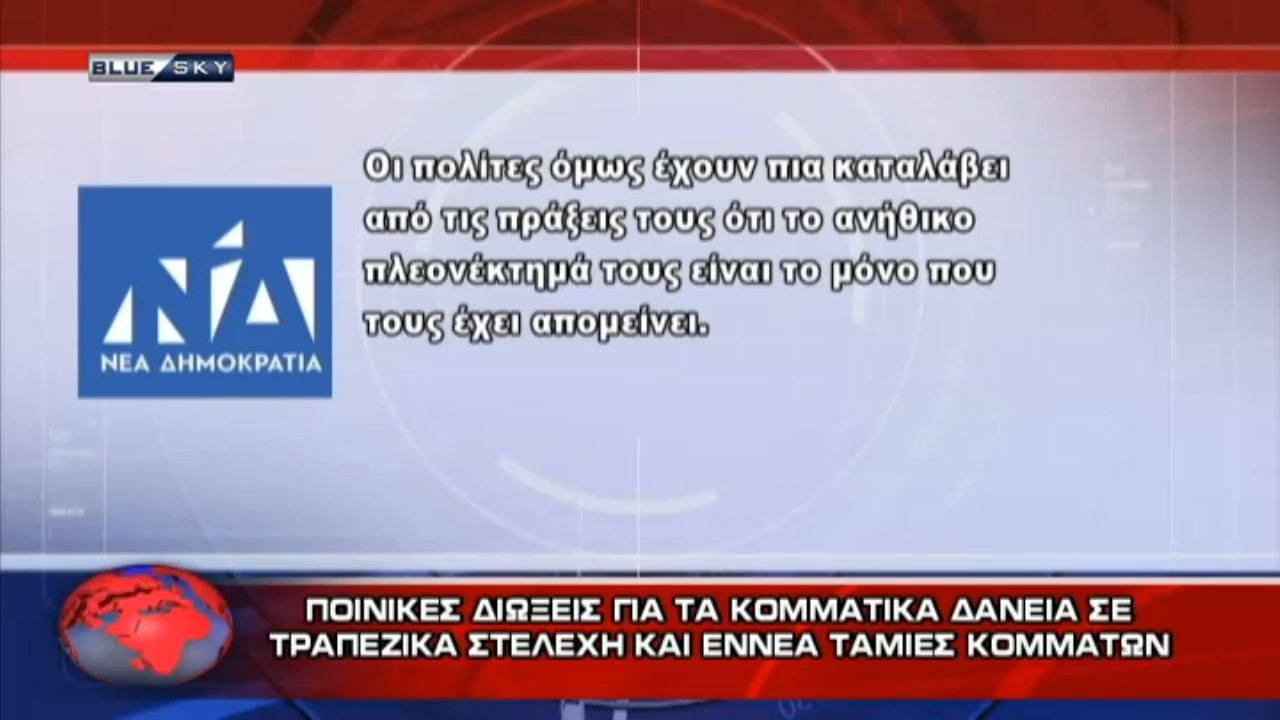 BLUE SKY
Οι πολίτες όμως έχουν πια καταλάβει
από τις πράξεις τους ότι το ανήθικο
πλεονέκτημά τους είναι το μόνο που
τους έχει απομείνει.
ΝΔ
ΝΕΑ ΔΗΜΟΚΡΑΤΙΑ
ΠΟΙΝΙΚΕΣ ΔΙΩΞΕΙΣ ΓΙΑ ΤΑ ΚΟΜΜΑΤΙΚΑ ΔΑΝΕΙΑ ΣΕ
ΤΡΑΠΕΖΙΚΑ ΣΤΕΛΕΧΗ ΚΑΙ ΕΝΝΕΑ ΤΑΜΙΕΣ ΚΟΜΜΑΤΩΝ